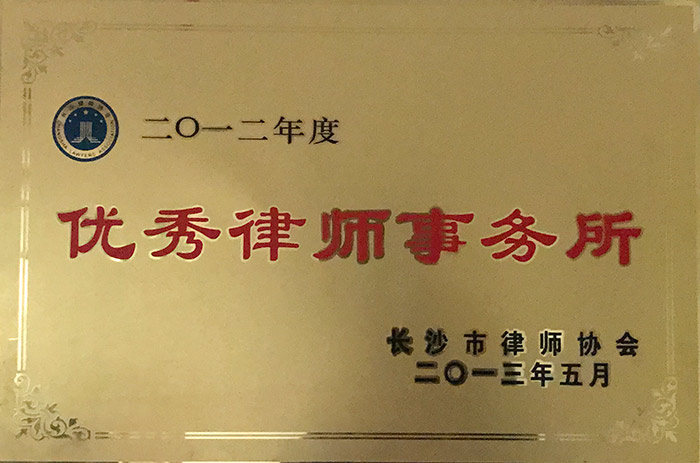 二〇一二年度
优秀律师事务所
长沙市律师协会
二〇一三年五月